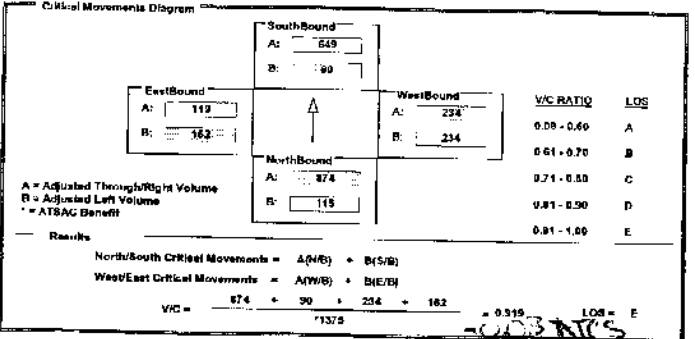 Critical Movements Diagram
SouthBound
A: 649
B: 90
EastBound
A: 119
B: 162
WestBound
A: 234
B: 234
NorthBound
A: 874
B: 115
V/C RATIO LOS
0.00 - 0.60 A
0.61 - 0.70 B
0.71 - 0.80 C
0.81 - 0.90 D
0.91 - 1.00 E
A = Adjusted Through/Right Volume
B = Adjusted Left Volume
* = ATSAC Benefit
Results
North/South Critical Movements = A(N/B) + B(S/B)
West/East Critical Movements = A(W/B) + B(E/B)
874 + 90 + 234 + 162
V/C = = 0.919 LOS = E
*1375